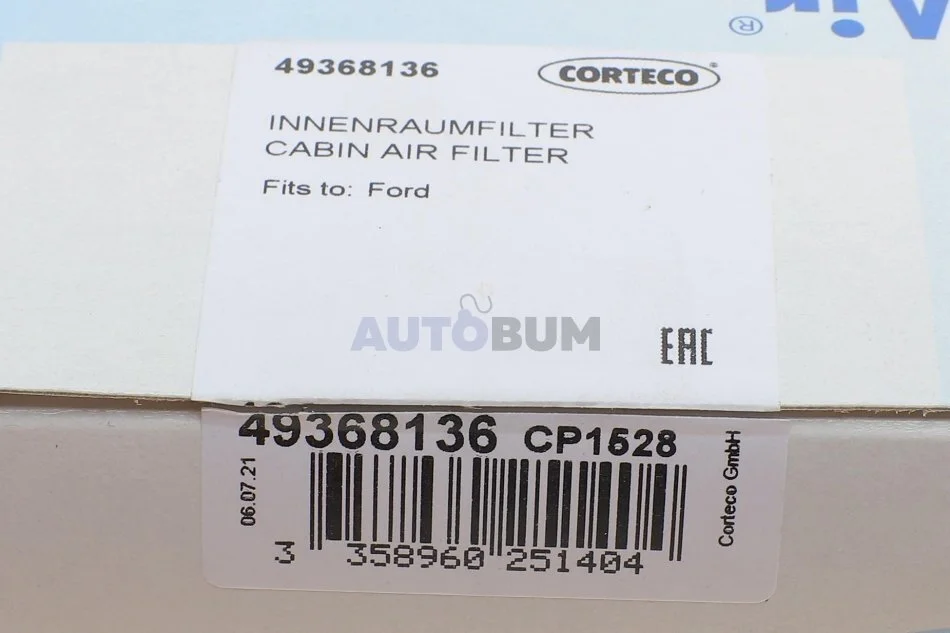 Air
®
49368136
CORTECO®
INNENRAUMFILTER
CABIN AIR FILTER
Fits to: Ford
AUTOBUM
EAC
49368136 CP1528
06.07.21
Corteco GmbH
3 358960 251404